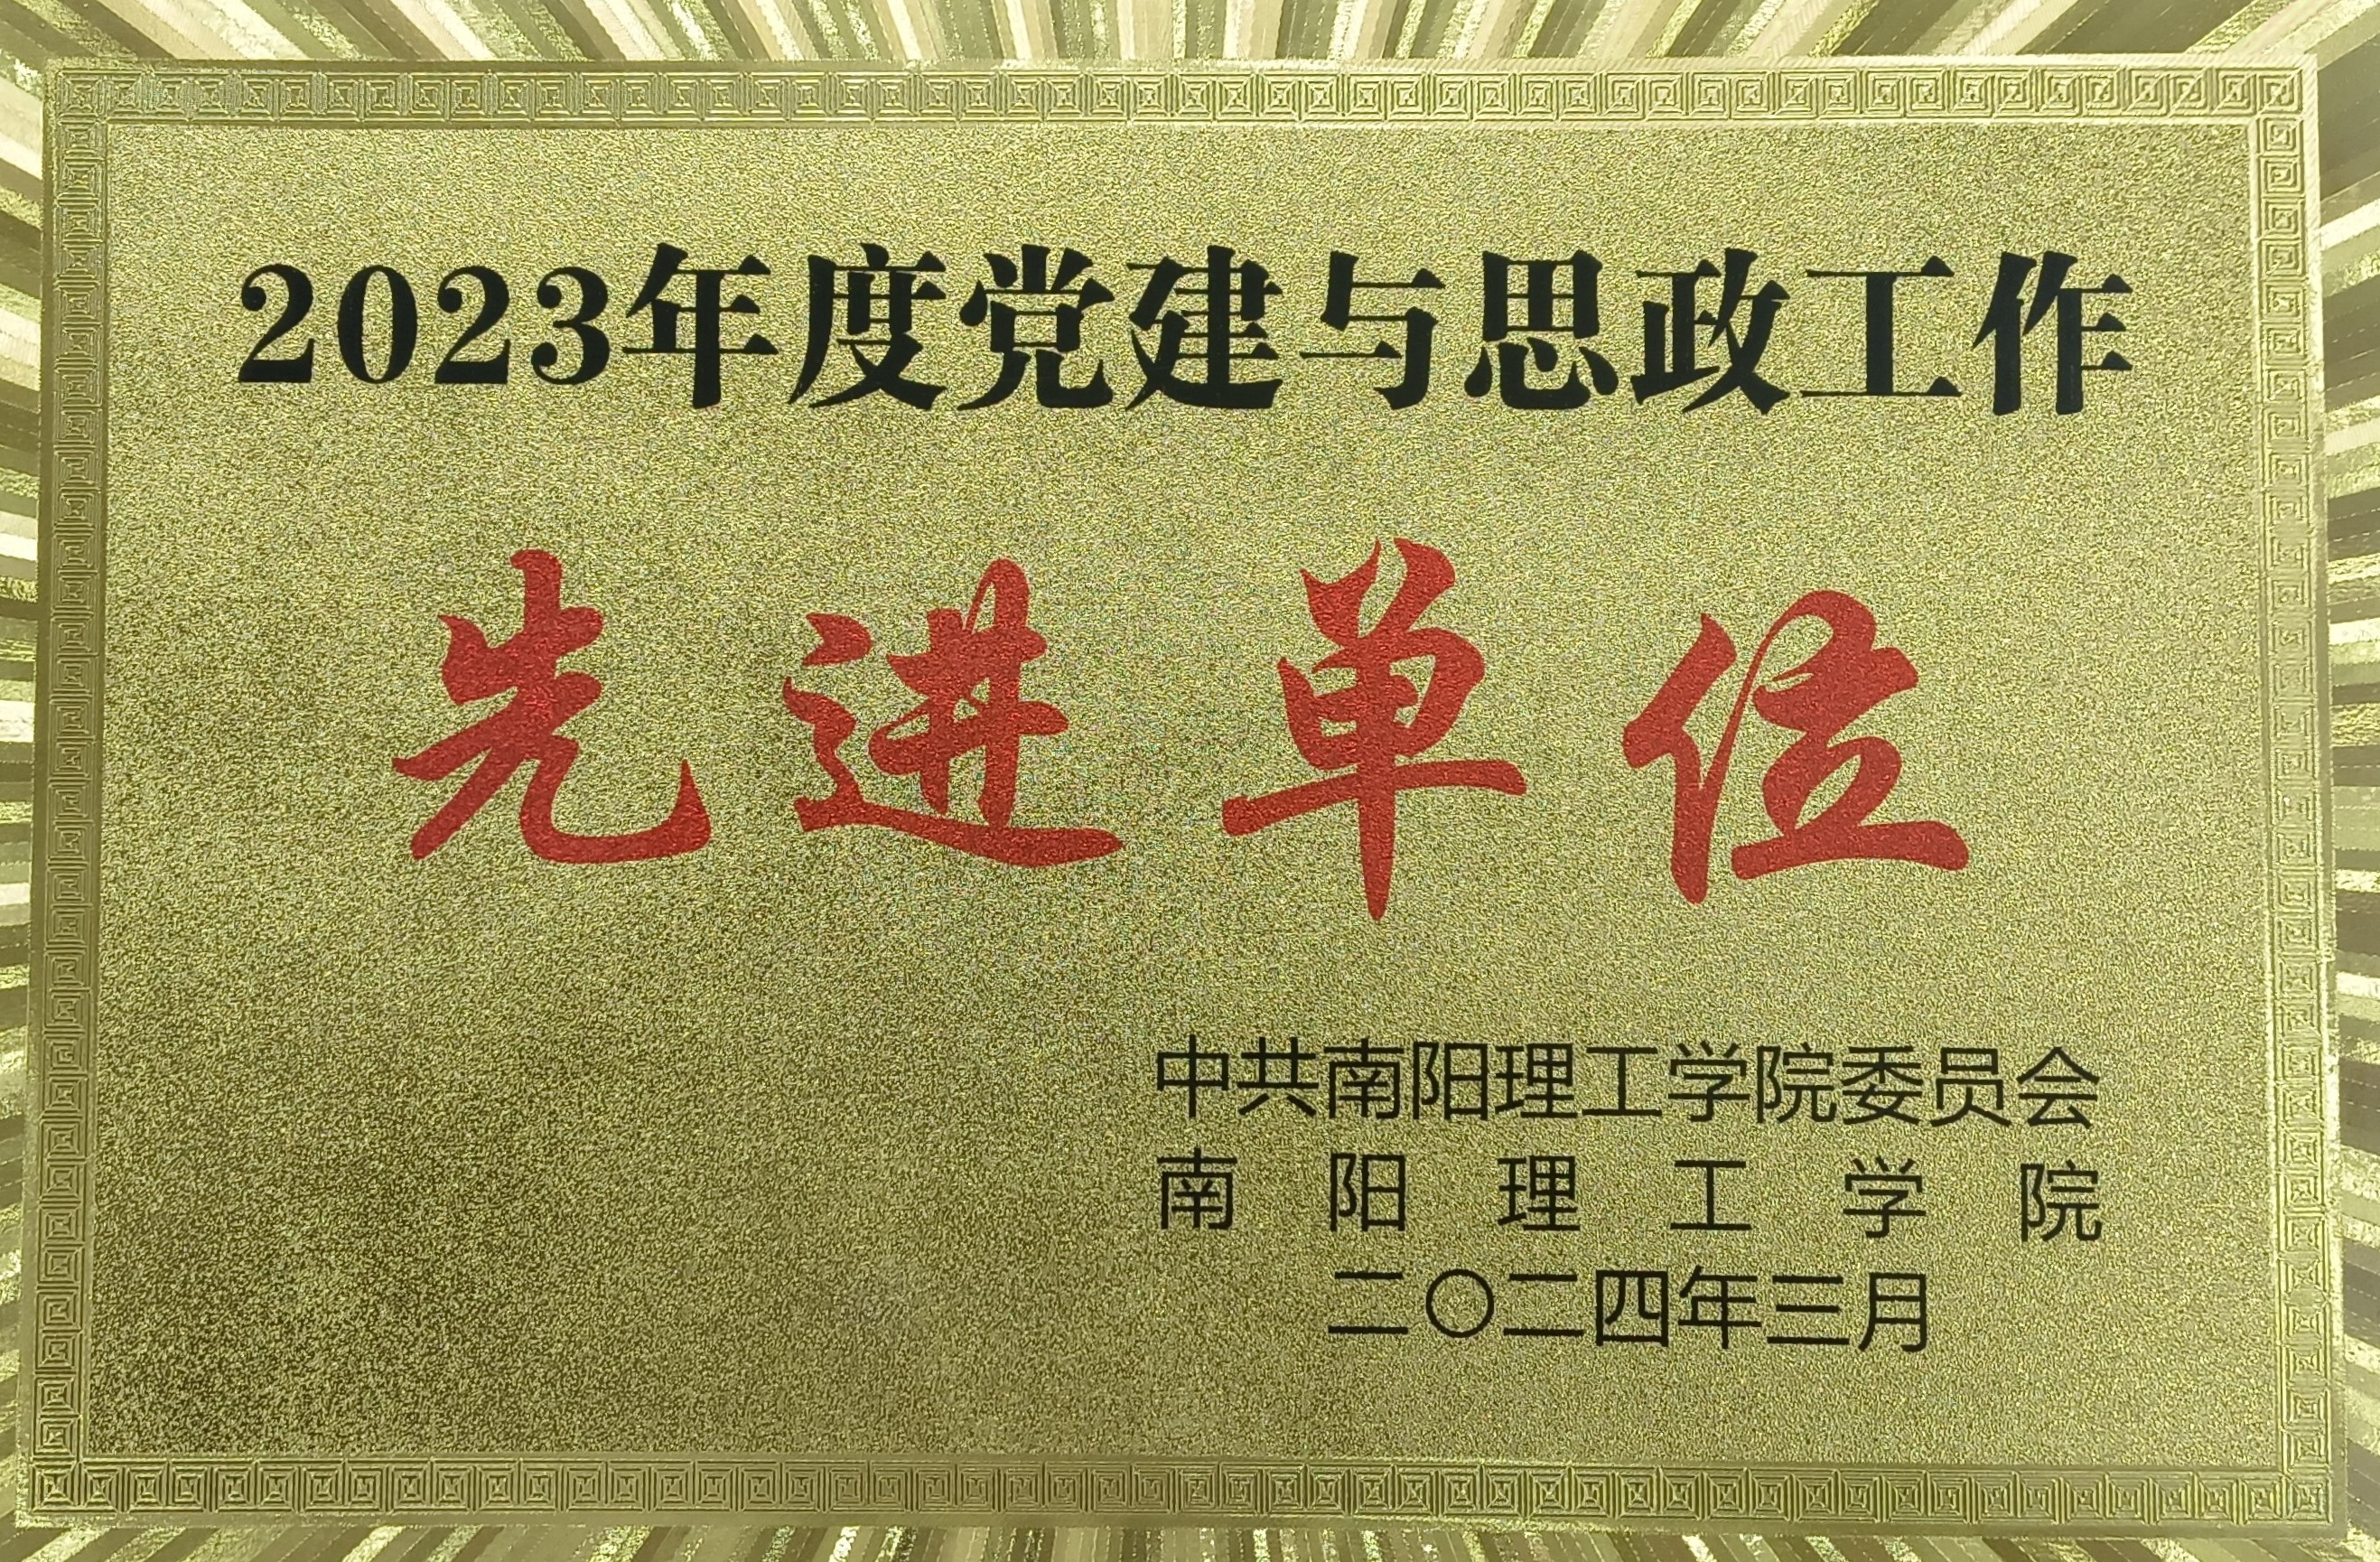 2023年度党建与思政工作
先进单位
中共南阳理工学院委员会
南阳理工学院
二〇二四年三月